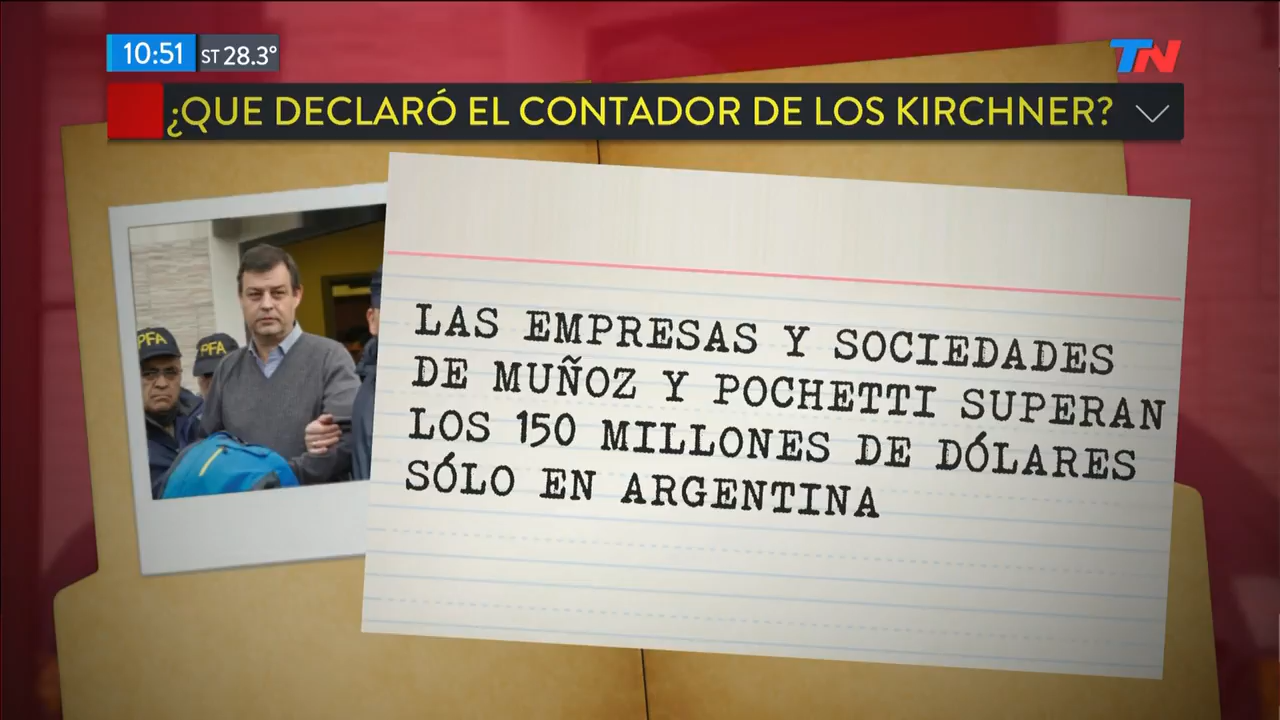 10:51 ST 28.3°
TN
¿QUE DECLARÓ EL CONTADOR DE LOS KIRCHNER?
PFA
PFA
LAS EMPRESAS Y SOCIEDADES
DE MUÑOZ Y POCHETTI SUPERAN
LOS 150 MILLONES DE DÓLARES
SÓLO EN ARGENTINA